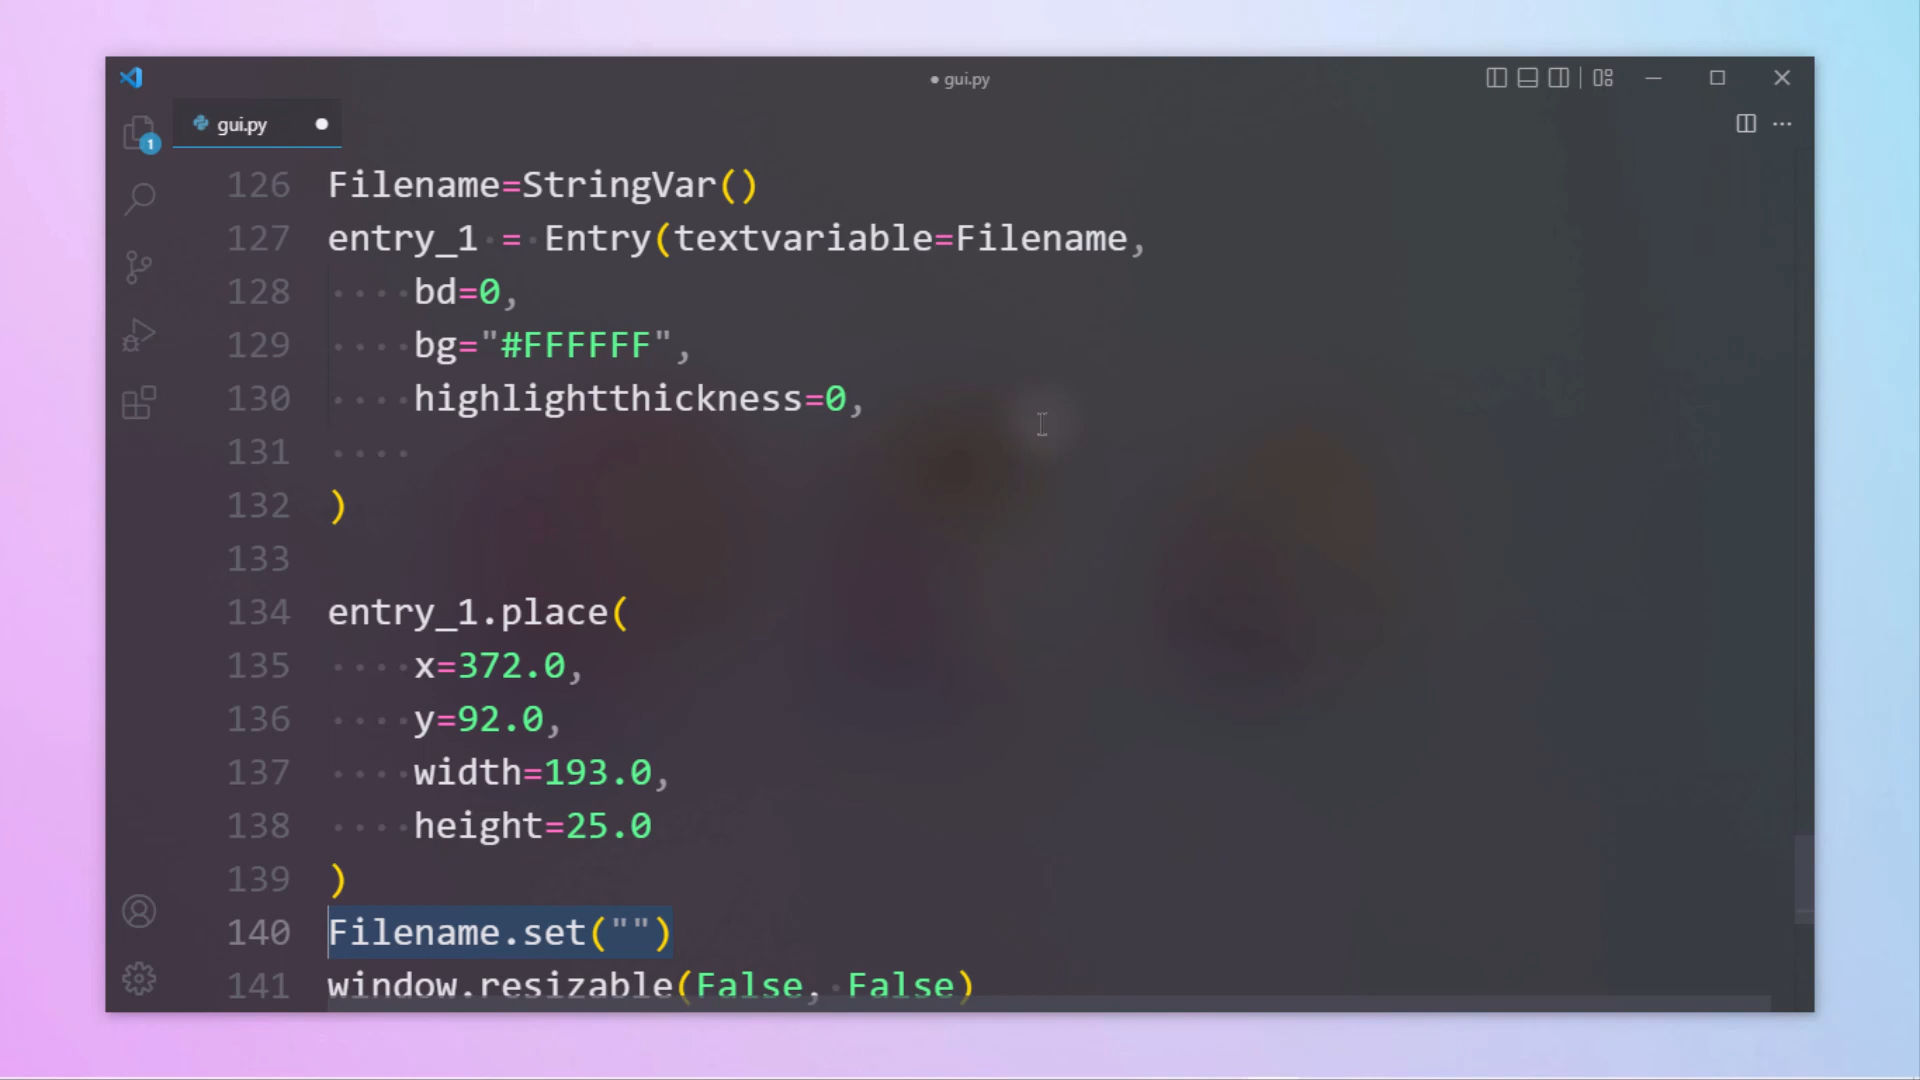 gui.py
gui.py
1
126 Filename=StringVar()
127 entry_1 = Entry(textvariable=Filename,
128 bd=0,
129 bg="#FFFFFF",
130 highlightthickness=0,
131
132 )
133
134 entry_1.place(
135 x=372.0,
136 y=92.0,
137 width=193.0,
138 height=25.0
139 )
140 Filename.set("")
141 window.resizable(False, False)